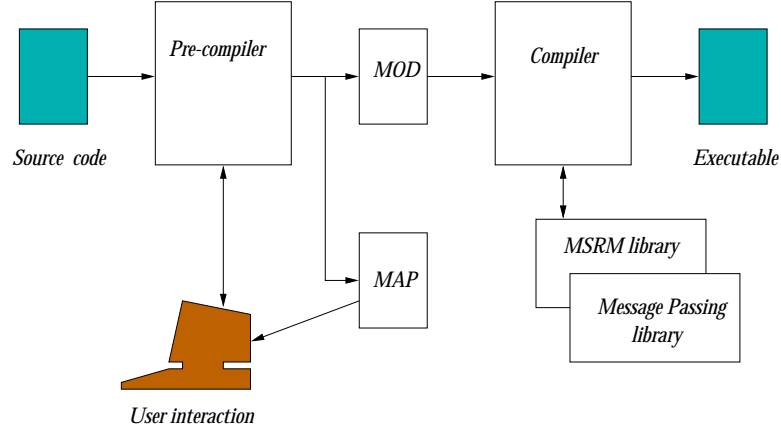 Pre-compiler
MOD
Compiler
Source code
Executable
MAP
MSRM library
Message Passing
library
User interaction